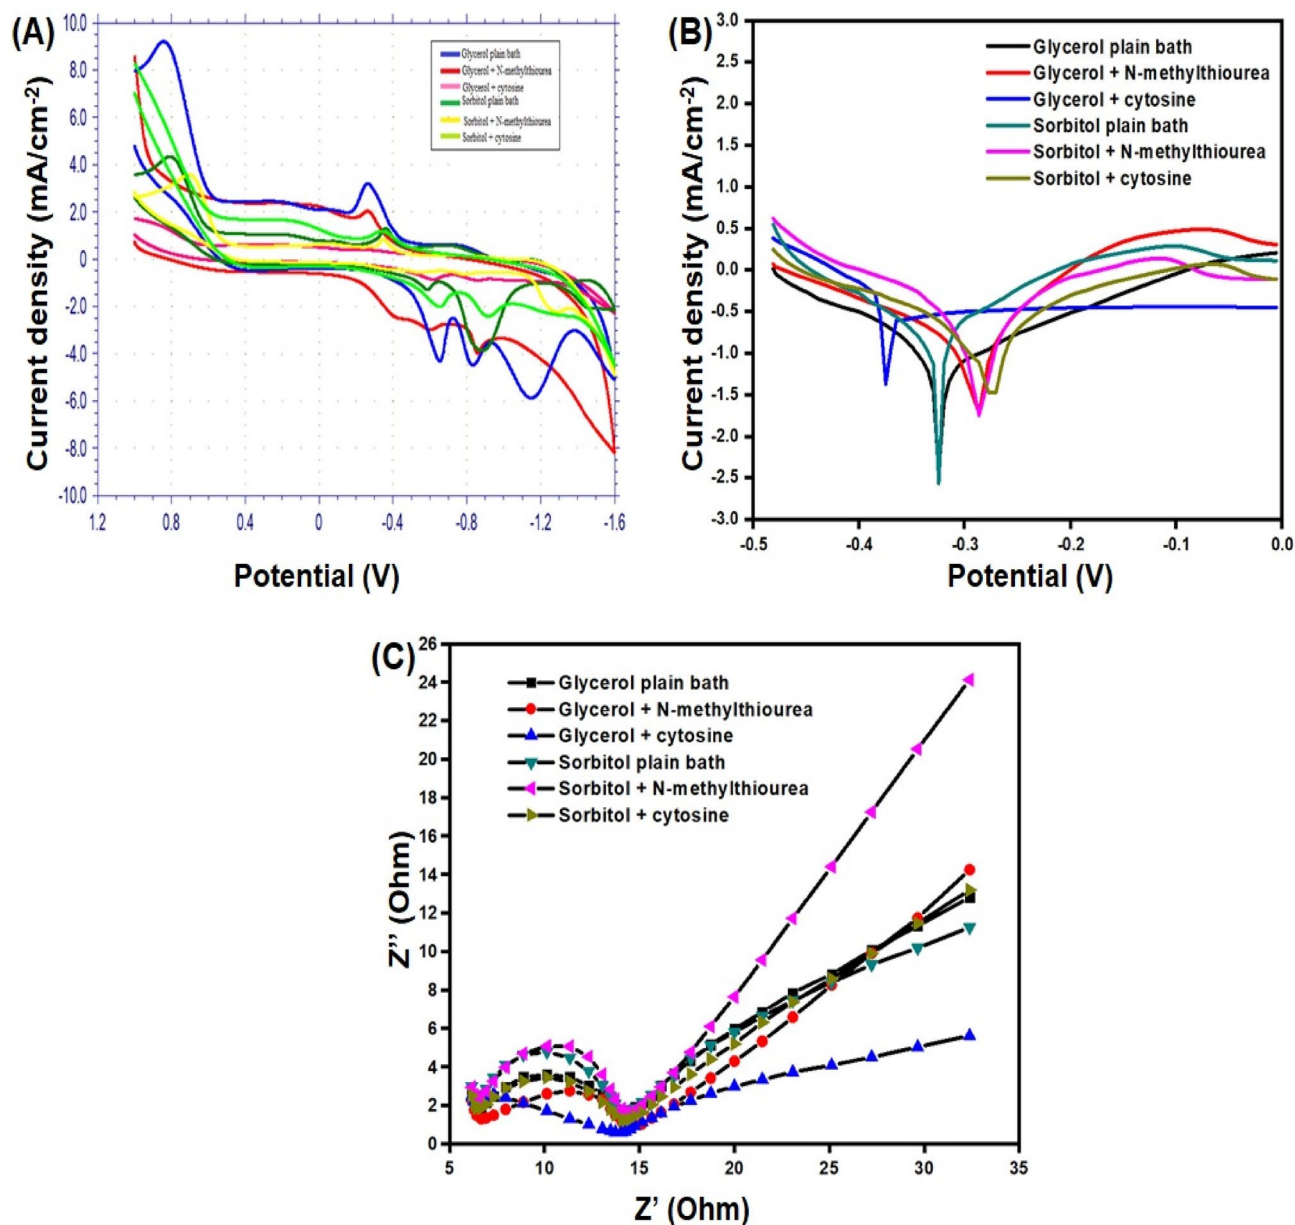 (A)
Current density (mA/cm-2)
10.0
8.0
6.0
4.0
2.0
0
-2.0
-4.0
-6.0
-8.0
-10.0
Glycerol plain bath
Glycerol + N-methylthiourea
Glycerol + cytosine
Sorbitol plain bath
Sorbitol + N-methylthiourea
Sorbitol + cytosine
1.2 0.8 0.4 0 -0.4 -0.8 -1.2 -1.6
Potential (V)
(B)
Current density (mA/cm-2)
3.0
2.5
2.0
1.5
1.0
0.5
0.0
-0.5
-1.0
-1.5
-2.0
-2.5
-3.0
Glycerol plain bath
Glycerol + N-methylthiourea
Glycerol + cytosine
Sorbitol plain bath
Sorbitol + N-methylthiourea
Sorbitol + cytosine
-0.5 -0.4 -0.3 -0.2 -0.1 0.0
Potential (V)
(C)
Z'' (Ohm)
26
24
22
20
18
16
14
12
10
8
6
4
2
0
Glycerol plain bath
Glycerol + N-methylthiourea
Glycerol + cytosine
Sorbitol plain bath
Sorbitol + N-methylthiourea
Sorbitol + cytosine
5 10 15 20 25 30 35
Z' (Ohm)